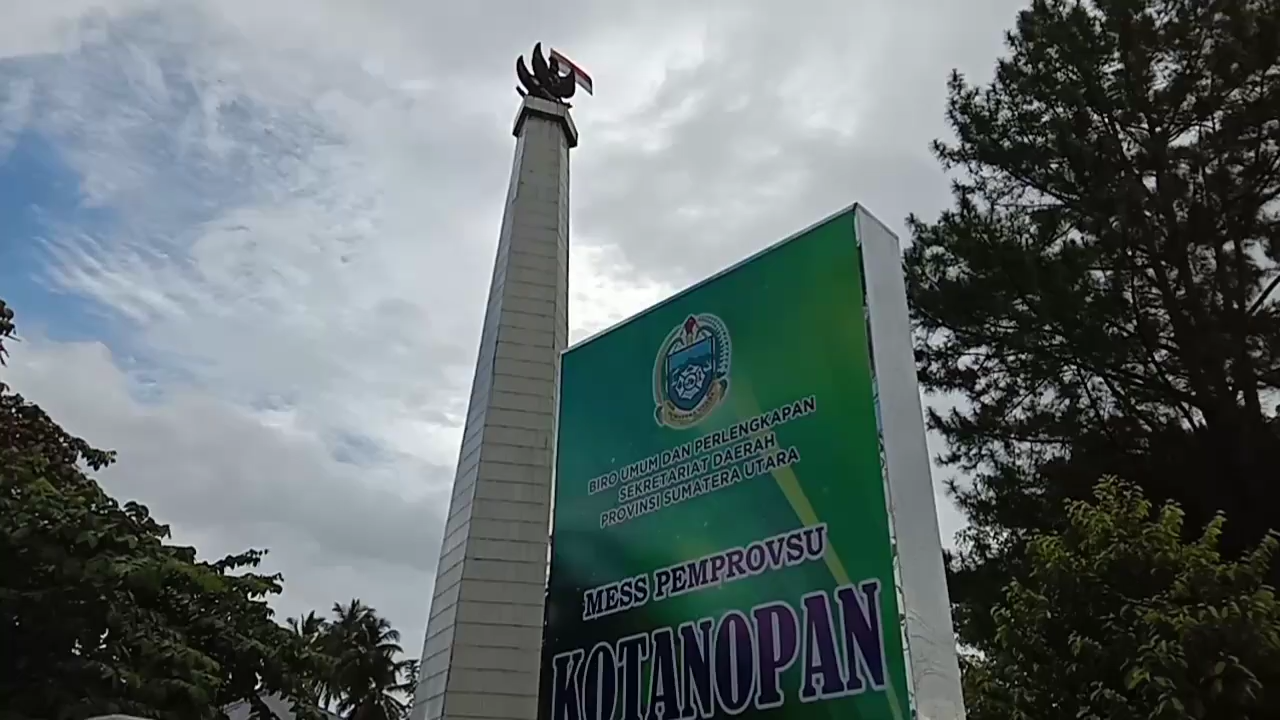 BIRO UMUM DAN PERLENGKAPAN
SEKRETARIAT DAERAH
PROVINSI SUMATERA UTARA
MESS PEMPROVSU
KOTANOPAN